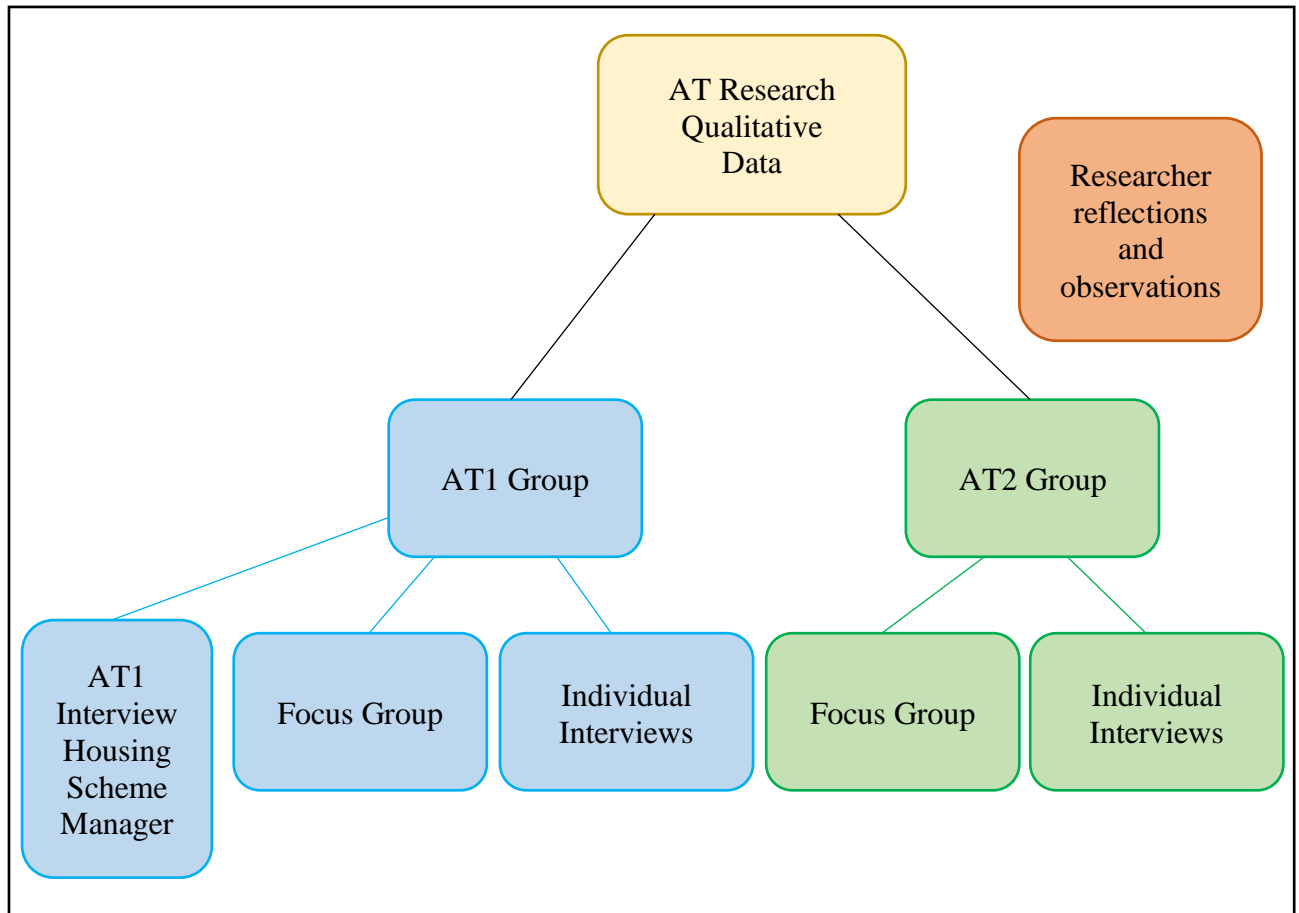 AT Research
Qualitative
Data
Researcher
reflections
and
observations
AT1 Group
AT2 Group
AT1
Interview
Housing
Scheme
Manager
Focus Group
Individual
Interviews
Focus Group
Individual
Interviews